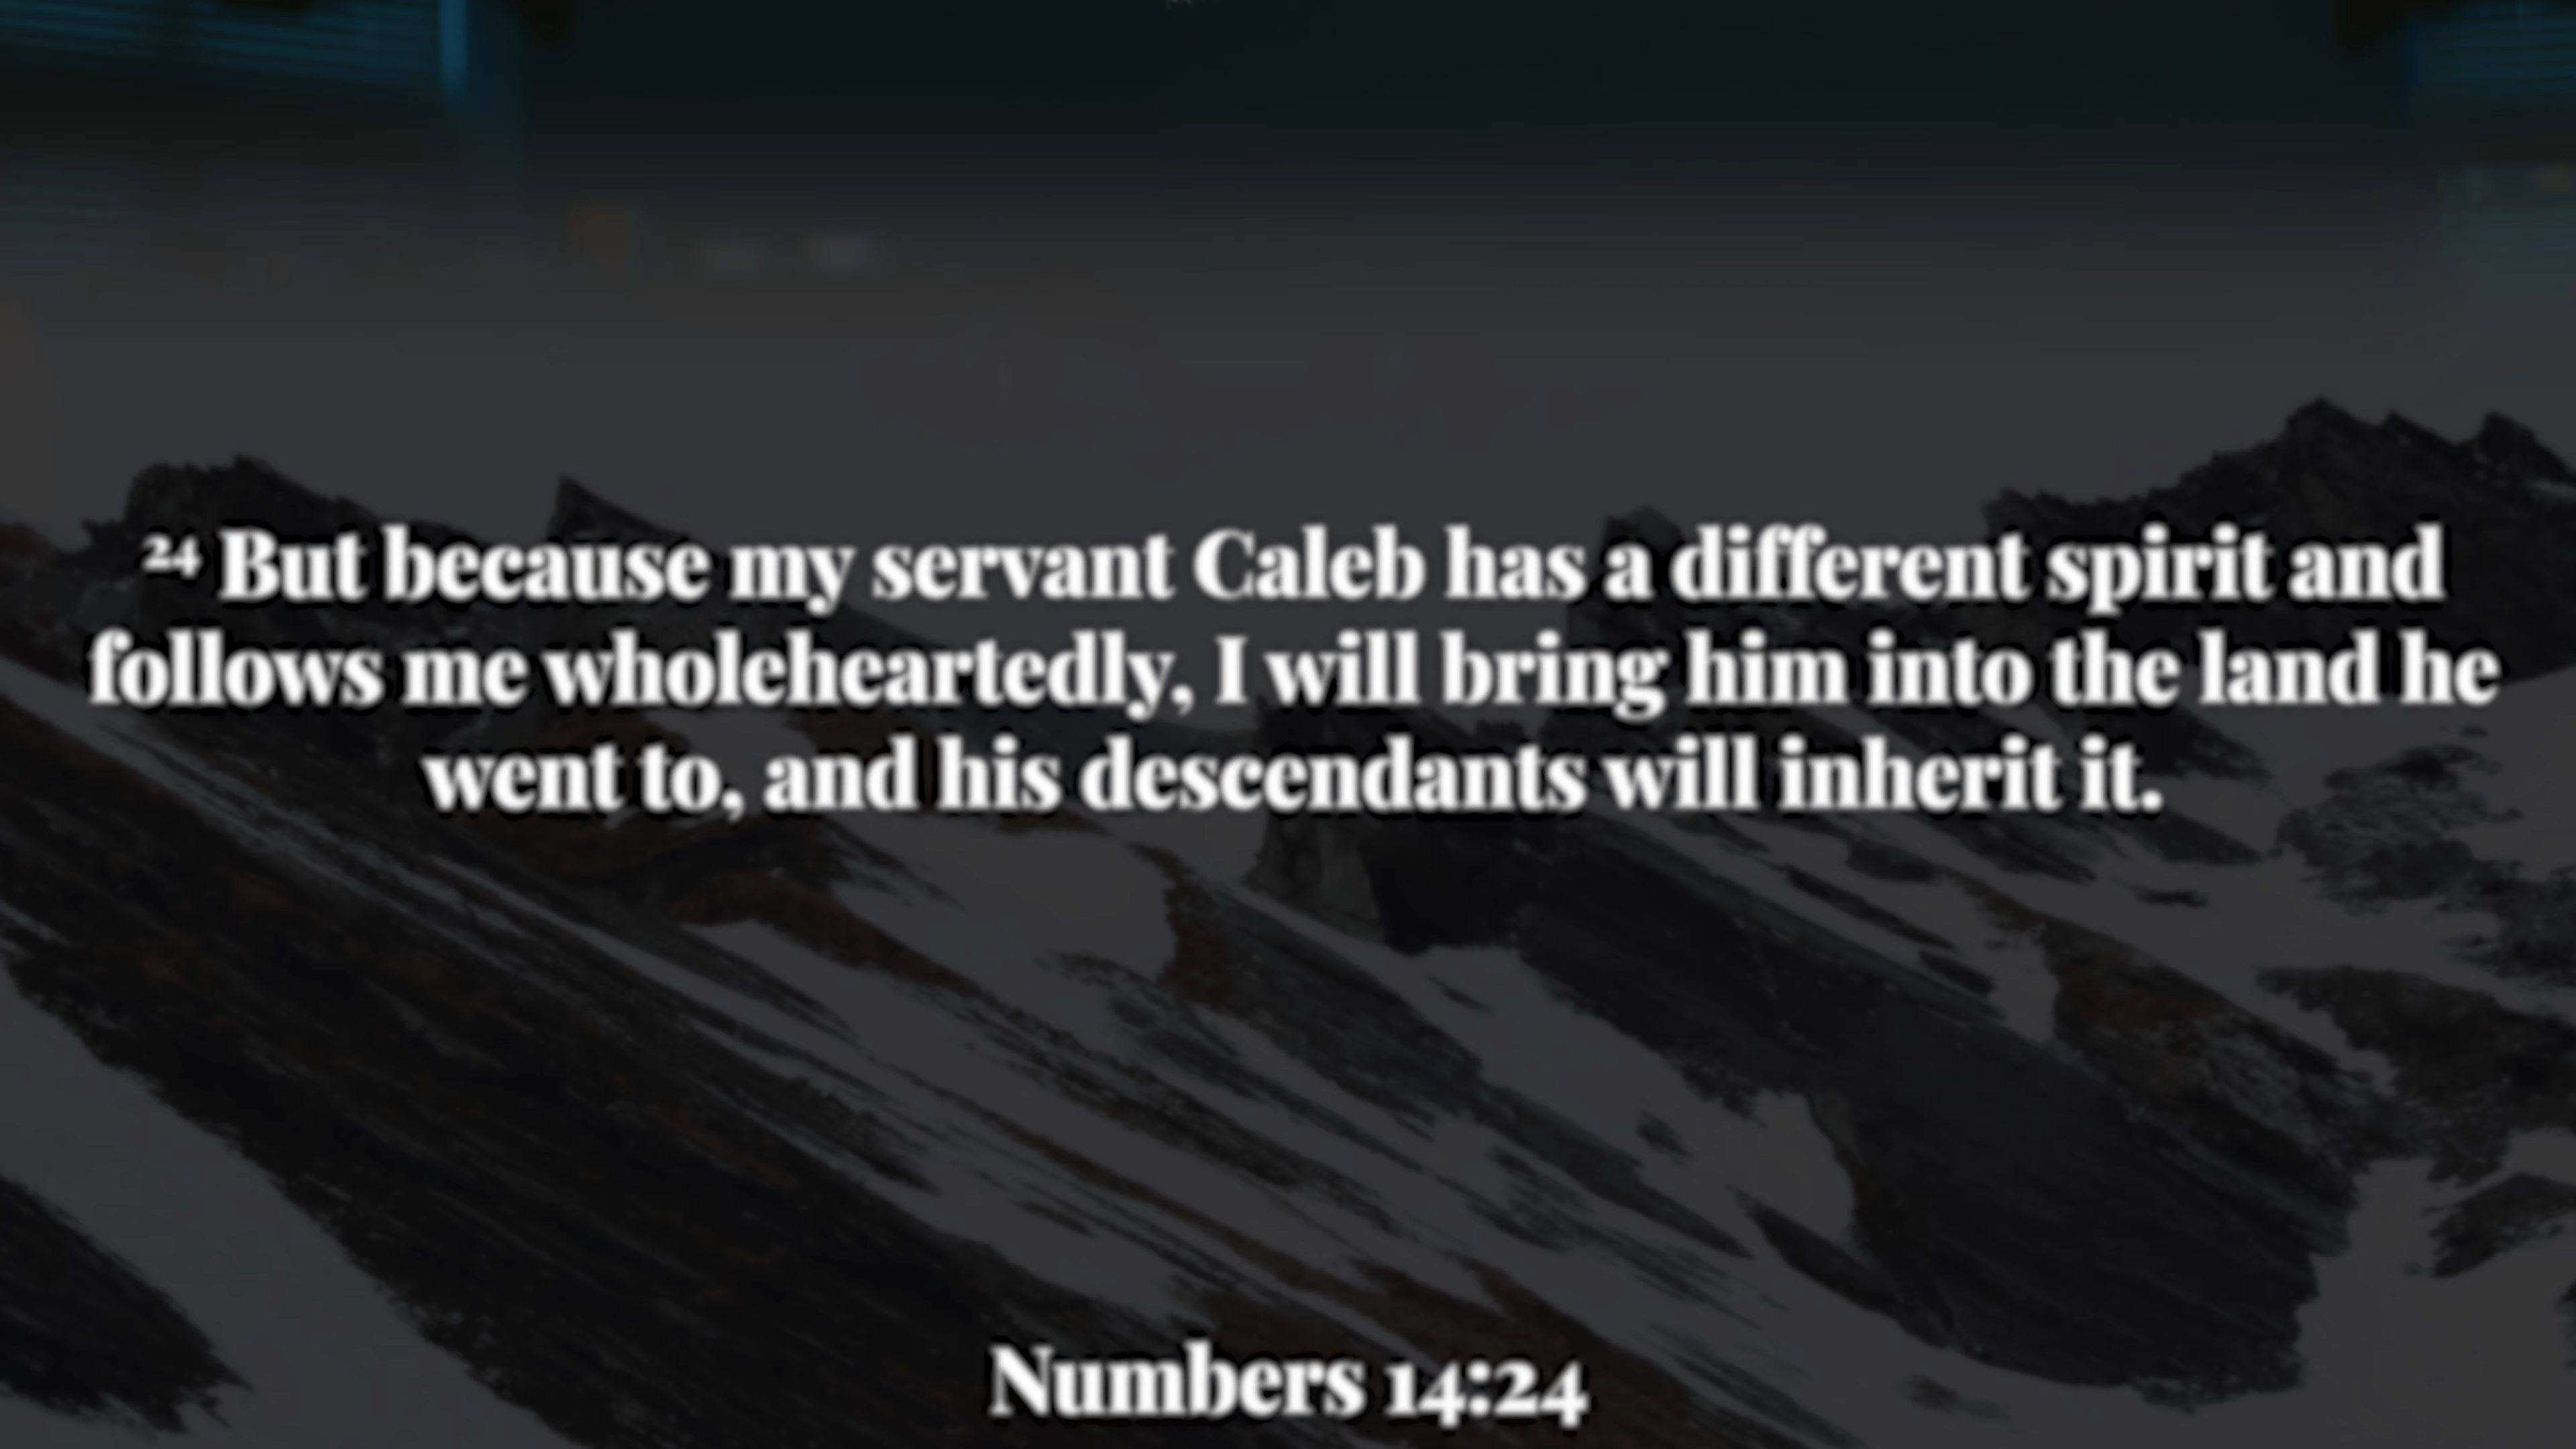 ²⁴ But because my servant Caleb has a different spirit and
follows me wholeheartedly, I will bring him into the land he
went to, and his descendants will inherit it.
Numbers 14:24